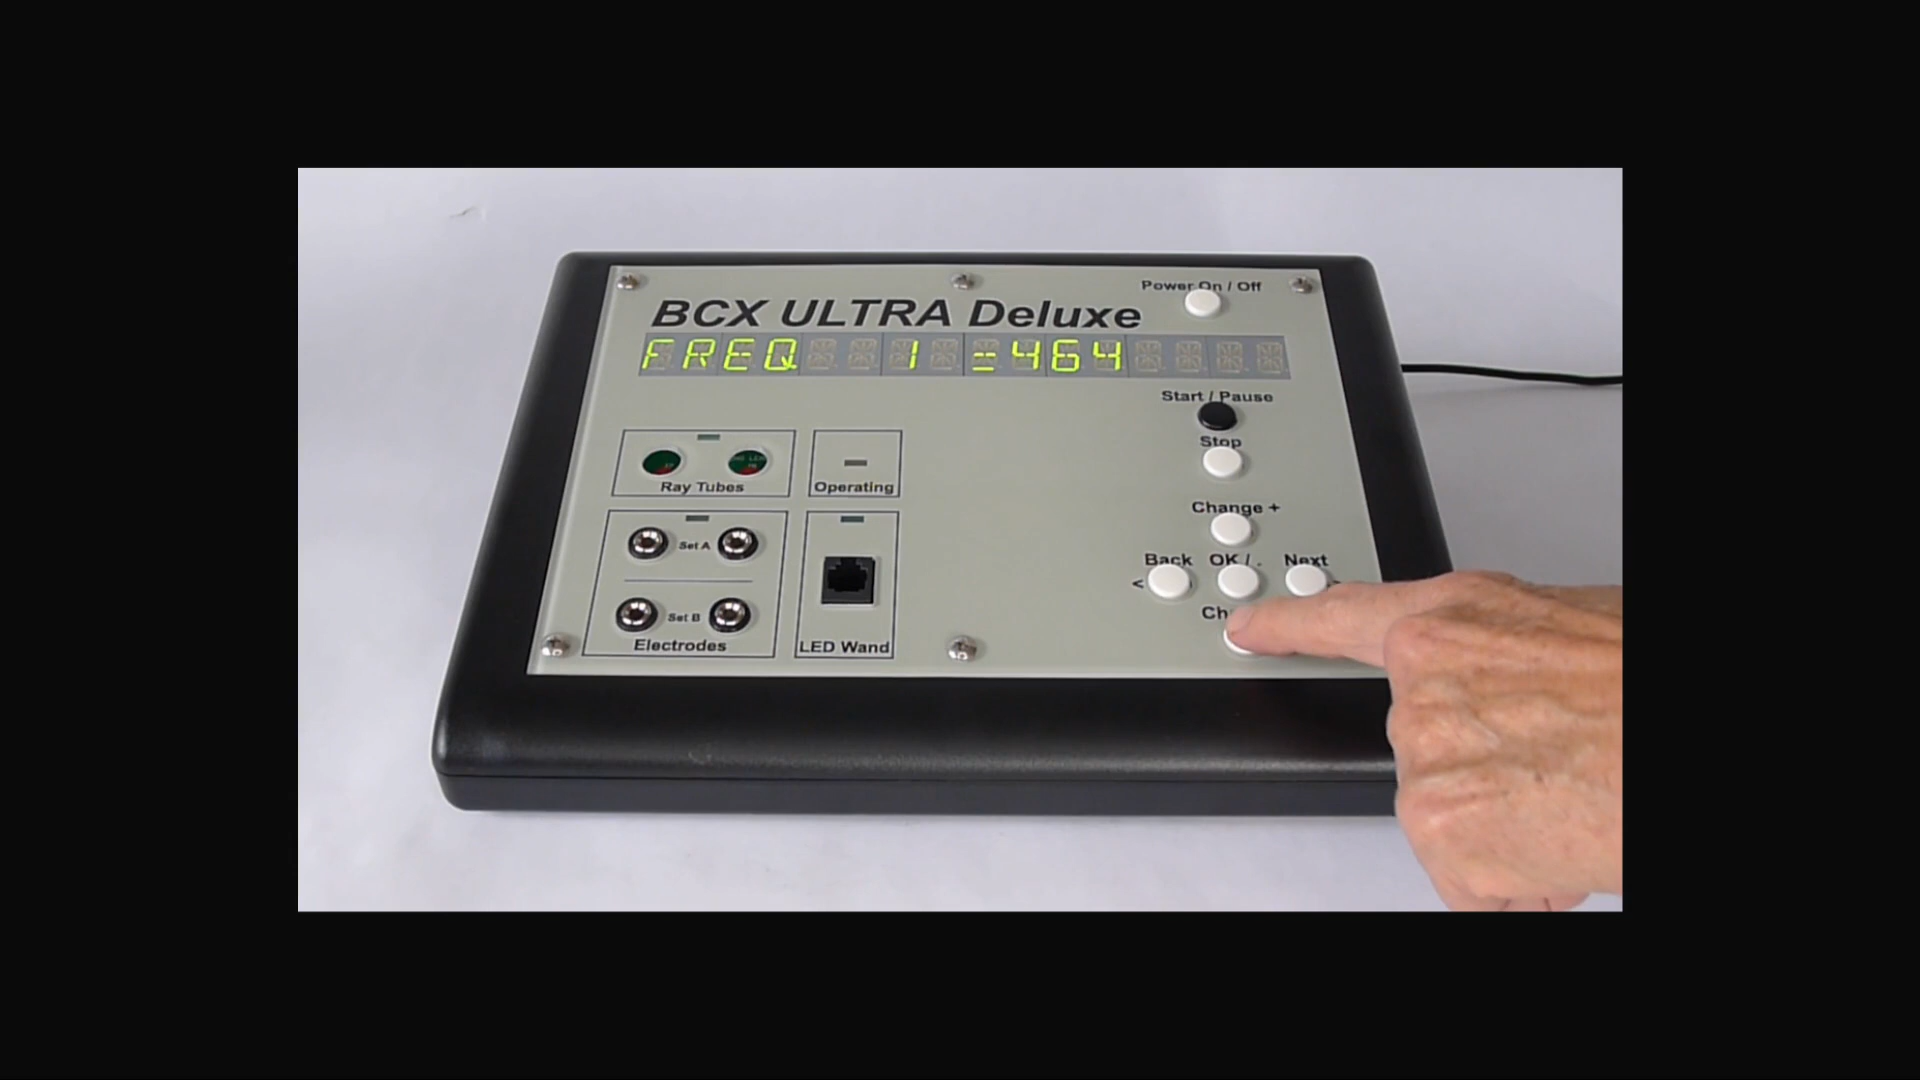 Power On / Off
BCX ULTRA Deluxe
FREQ 1 =464
Start / Pause
Stop
Ray Tubes
Operating
Change +
Back OK / . Next
<
Set A
Set B
Electrodes
LED Wand